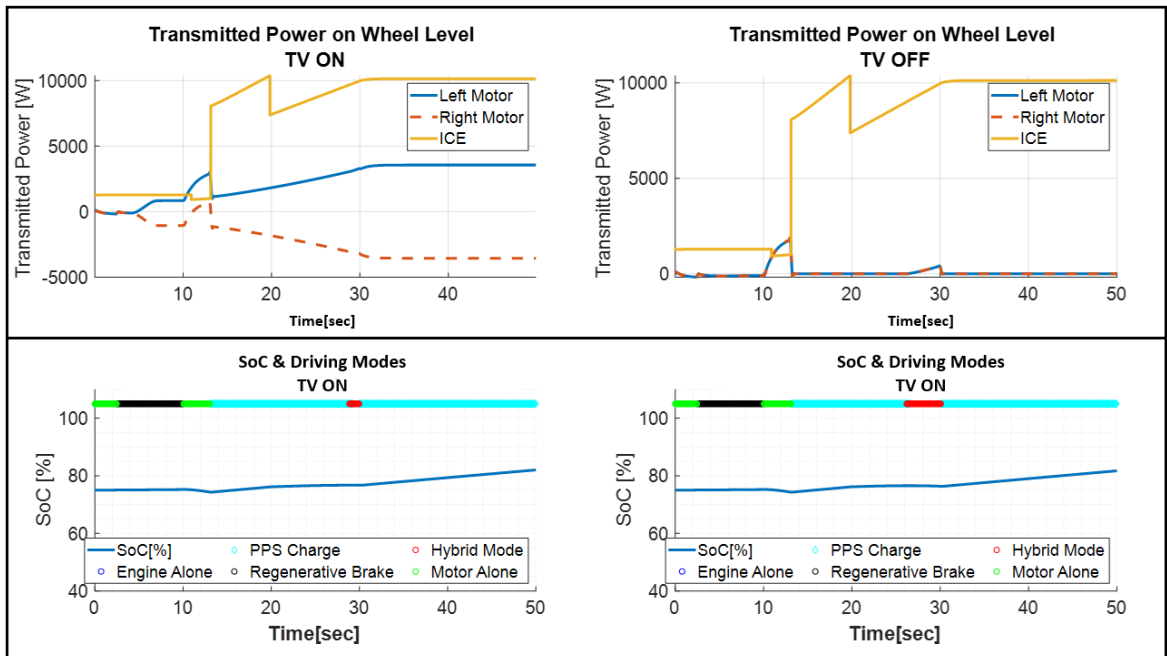 Transmitted Power on Wheel Level
TV ON
Transmitted Power [W]
10000
5000
0
-5000
Left Motor
Right Motor
ICE
10
20
30
40
Time[sec]
Transmitted Power on Wheel Level
TV OFF
Transmitted Power [W]
10000
5000
0
Left Motor
Right Motor
ICE
10
20
30
40
50
Time[sec]
SoC & Driving Modes
TV ON
SoC [%]
100
80
60
40
SoC[%]
PPS Charge
Hybrid Mode
Engine Alone
Regenerative Brake
Motor Alone
0
10
20
30
40
50
Time[sec]
SoC & Driving Modes
TV ON
SoC [%]
100
80
60
40
SoC[%]
PPS Charge
Hybrid Mode
Engine Alone
Regenerative Brake
Motor Alone
0
10
20
30
40
50
Time[sec]